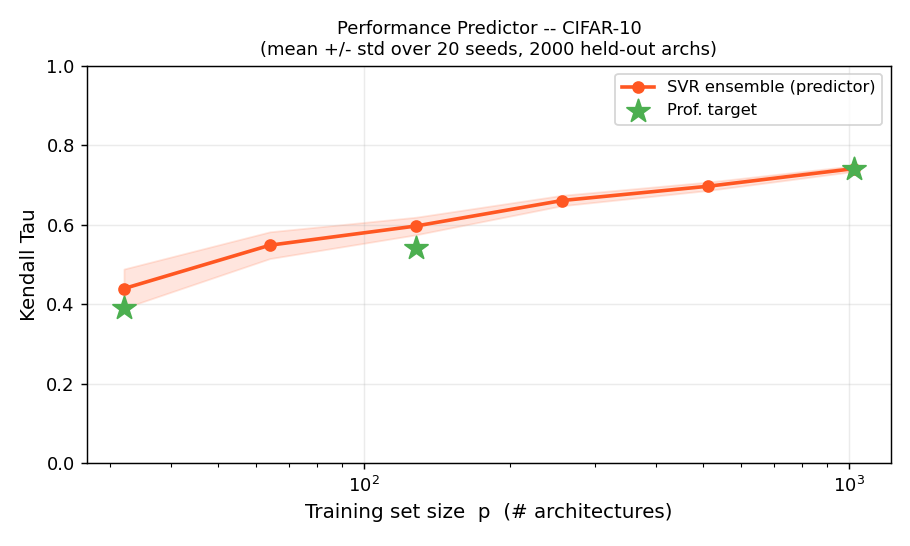 Performance Predictor -- CIFAR-10
(mean +/- std over 20 seeds, 2000 held-out archs)
SVR ensemble (predictor)
Prof. target
Kendall Tau
1.0
0.8
0.6
0.4
0.2
0.0
10²
10³
Training set size p (# architectures)